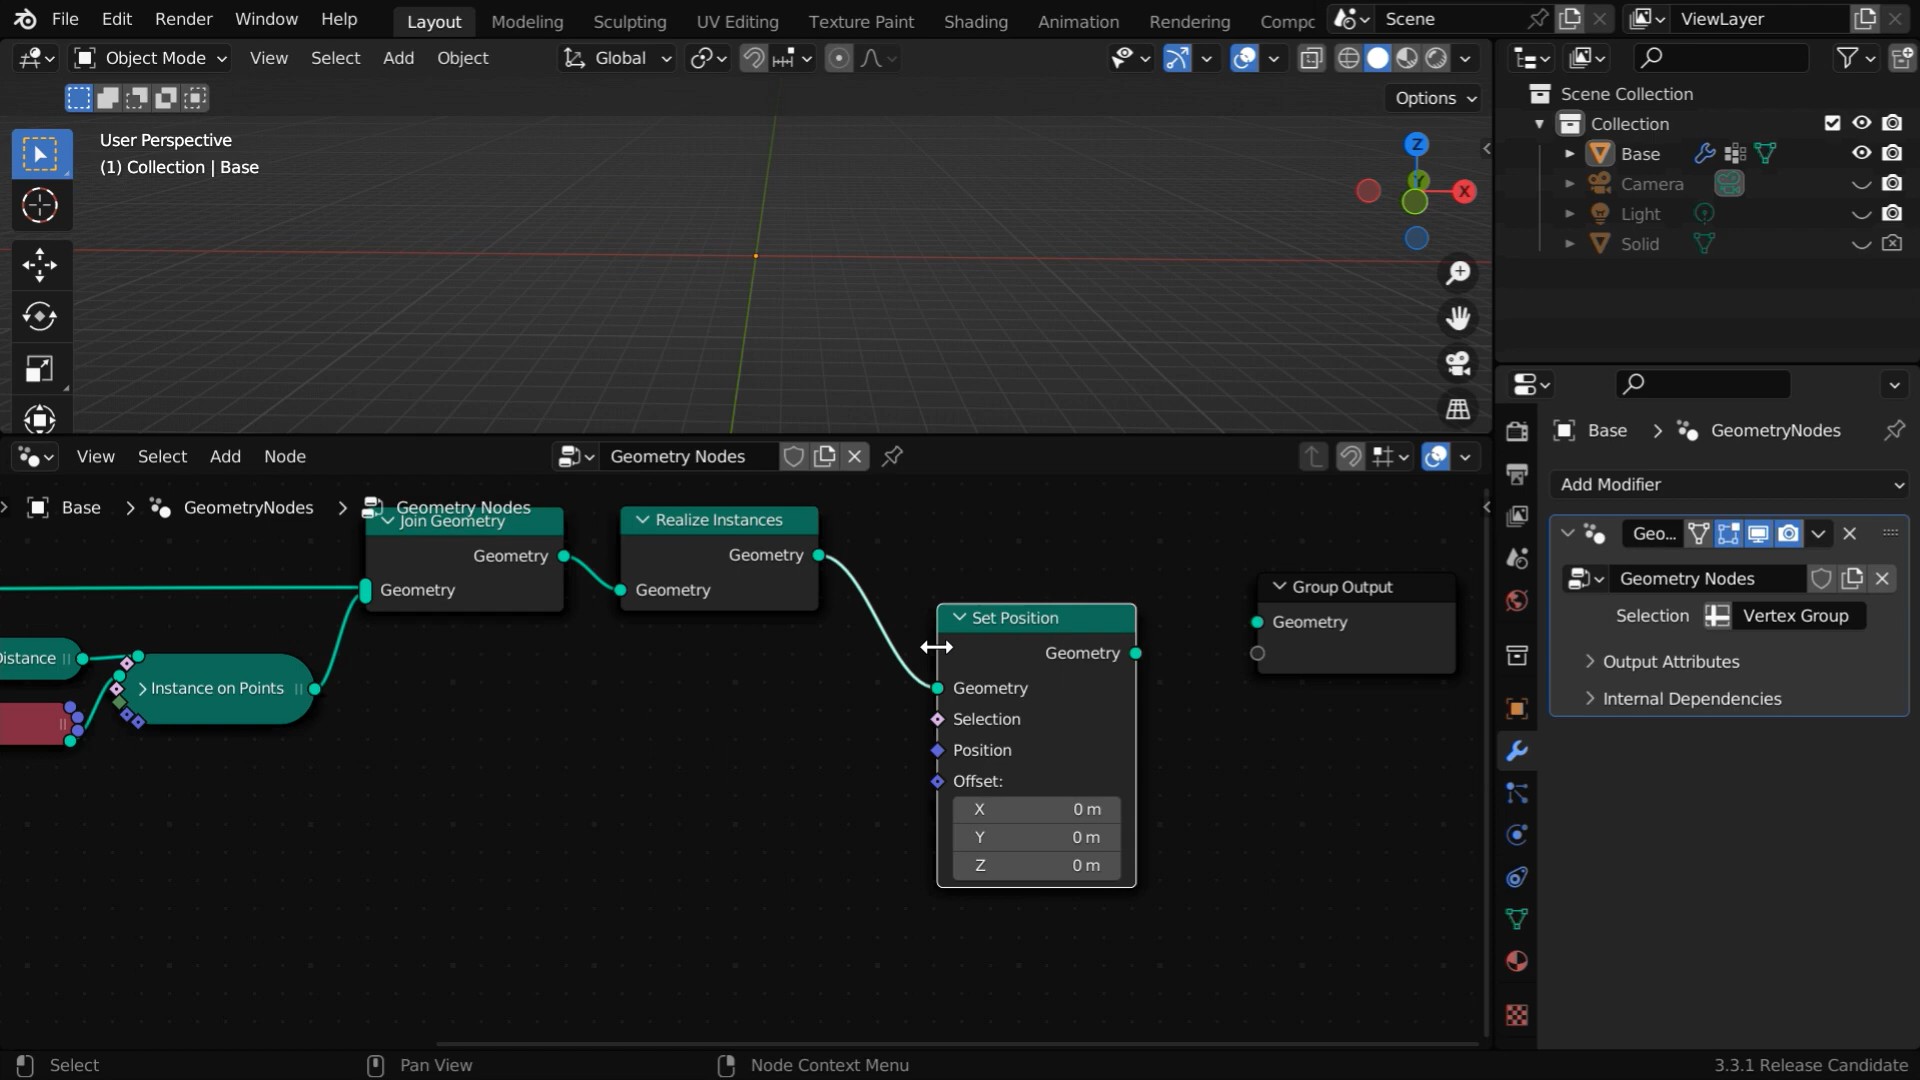 File Edit Render Window Help
Layout Modeling Sculpting UV Editing Texture Paint Shading Animation Rendering Compo
Scene
ViewLayer
Object Mode View Select Add Object
Global
Options
User Perspective
(1) Collection | Base
Z
Y
X
Scene Collection
Collection
Base
Camera
Light
Solid
Base > GeometryNodes
Add Modifier
Geo...
Geometry Nodes
Selection Vertex Group
Output Attributes
Internal Dependencies
View Select Add Node
Geometry Nodes
Base > GeometryNodes > Geometry Nodes
Join Geometry
Geometry
Geometry
Realize Instances
Geometry
Geometry
Distance
Instance on Points
Set Position
Geometry
Geometry
Selection
Position
Offset:
X 0 m
Y 0 m
Z 0 m
Group Output
Geometry
Select
Pan View
Node Context Menu
3.3.1 Release Candidate